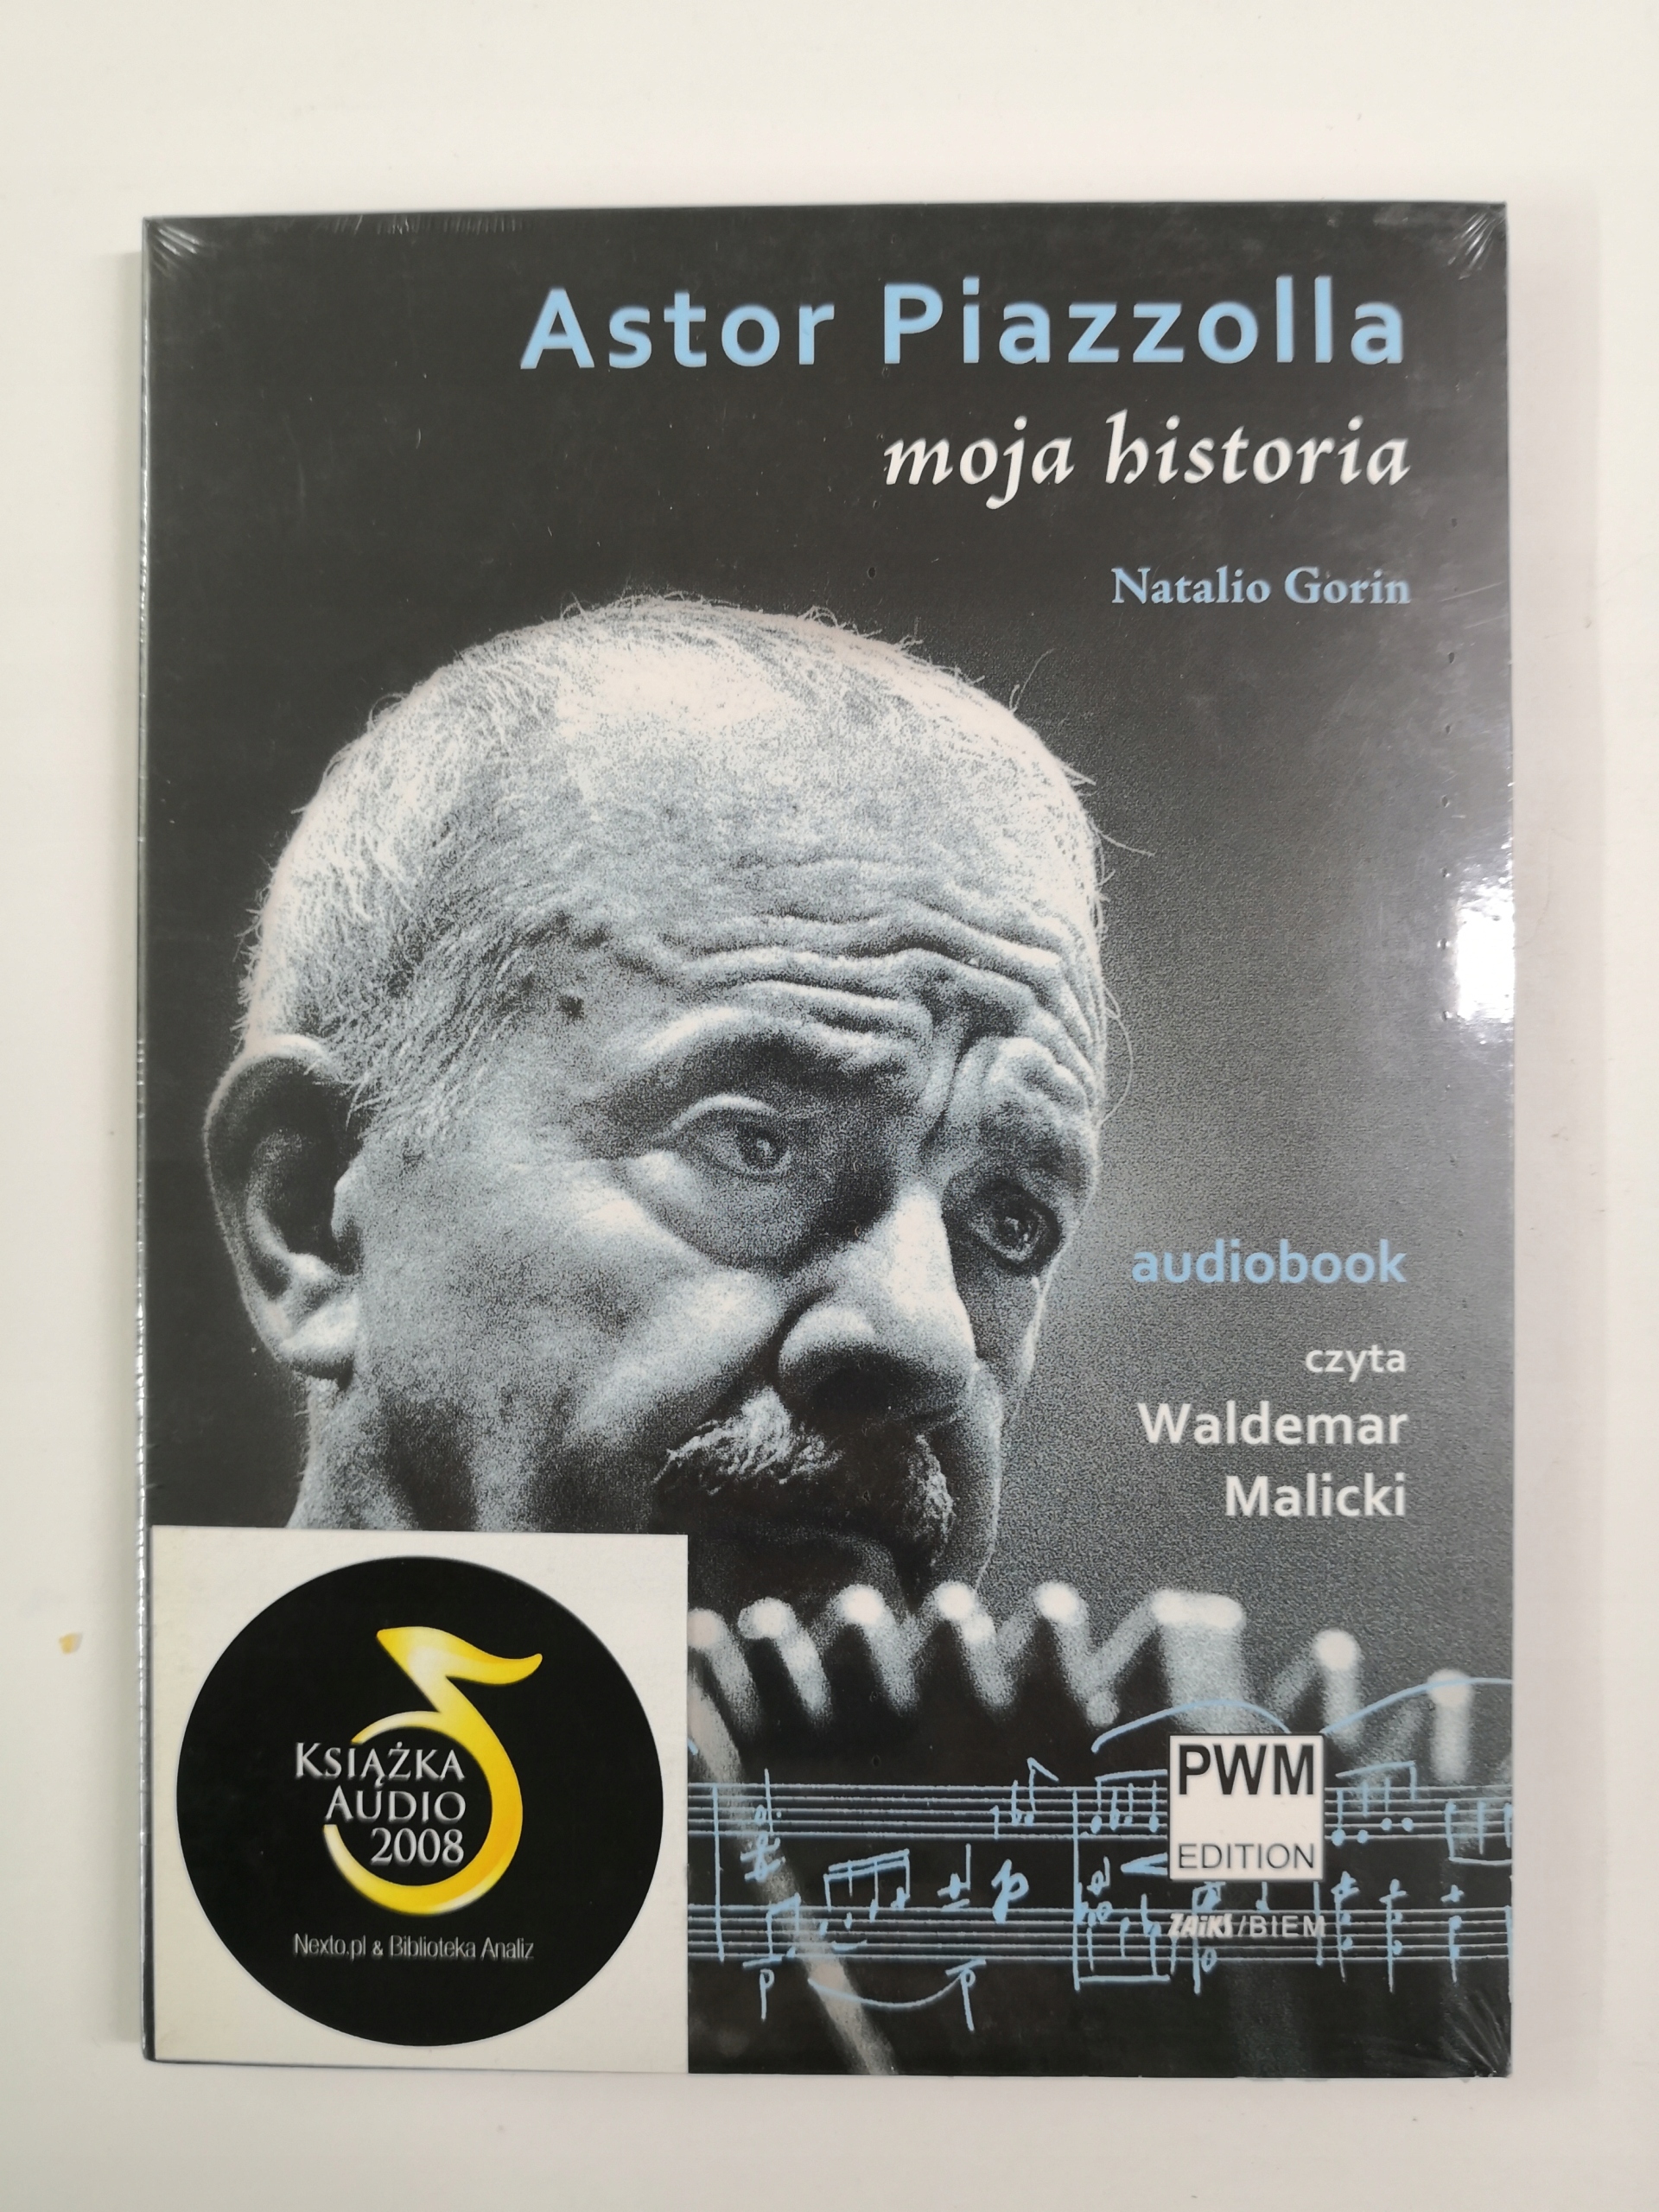 Astor Piazzolla
moja historia
Natalio Gorin
audiobook
czyta
Waldemar
Malicki
KSIĄŻKA
AUDIO
2008
Nexto.pl & Biblioteka Analiz
PWM
EDITION
ZAiKS/BIEM